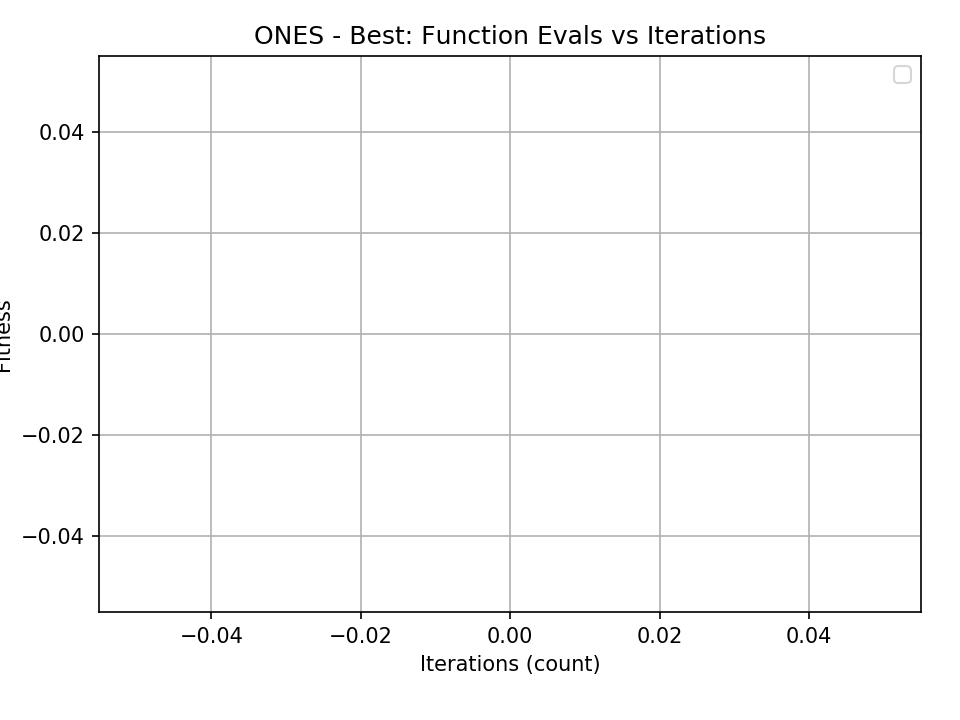 ONES - Best: Function Evals vs Iterations
0.04
0.02
0.00
−0.02
−0.04
Fitness
−0.04 −0.02 0.00 0.02 0.04
Iterations (count)